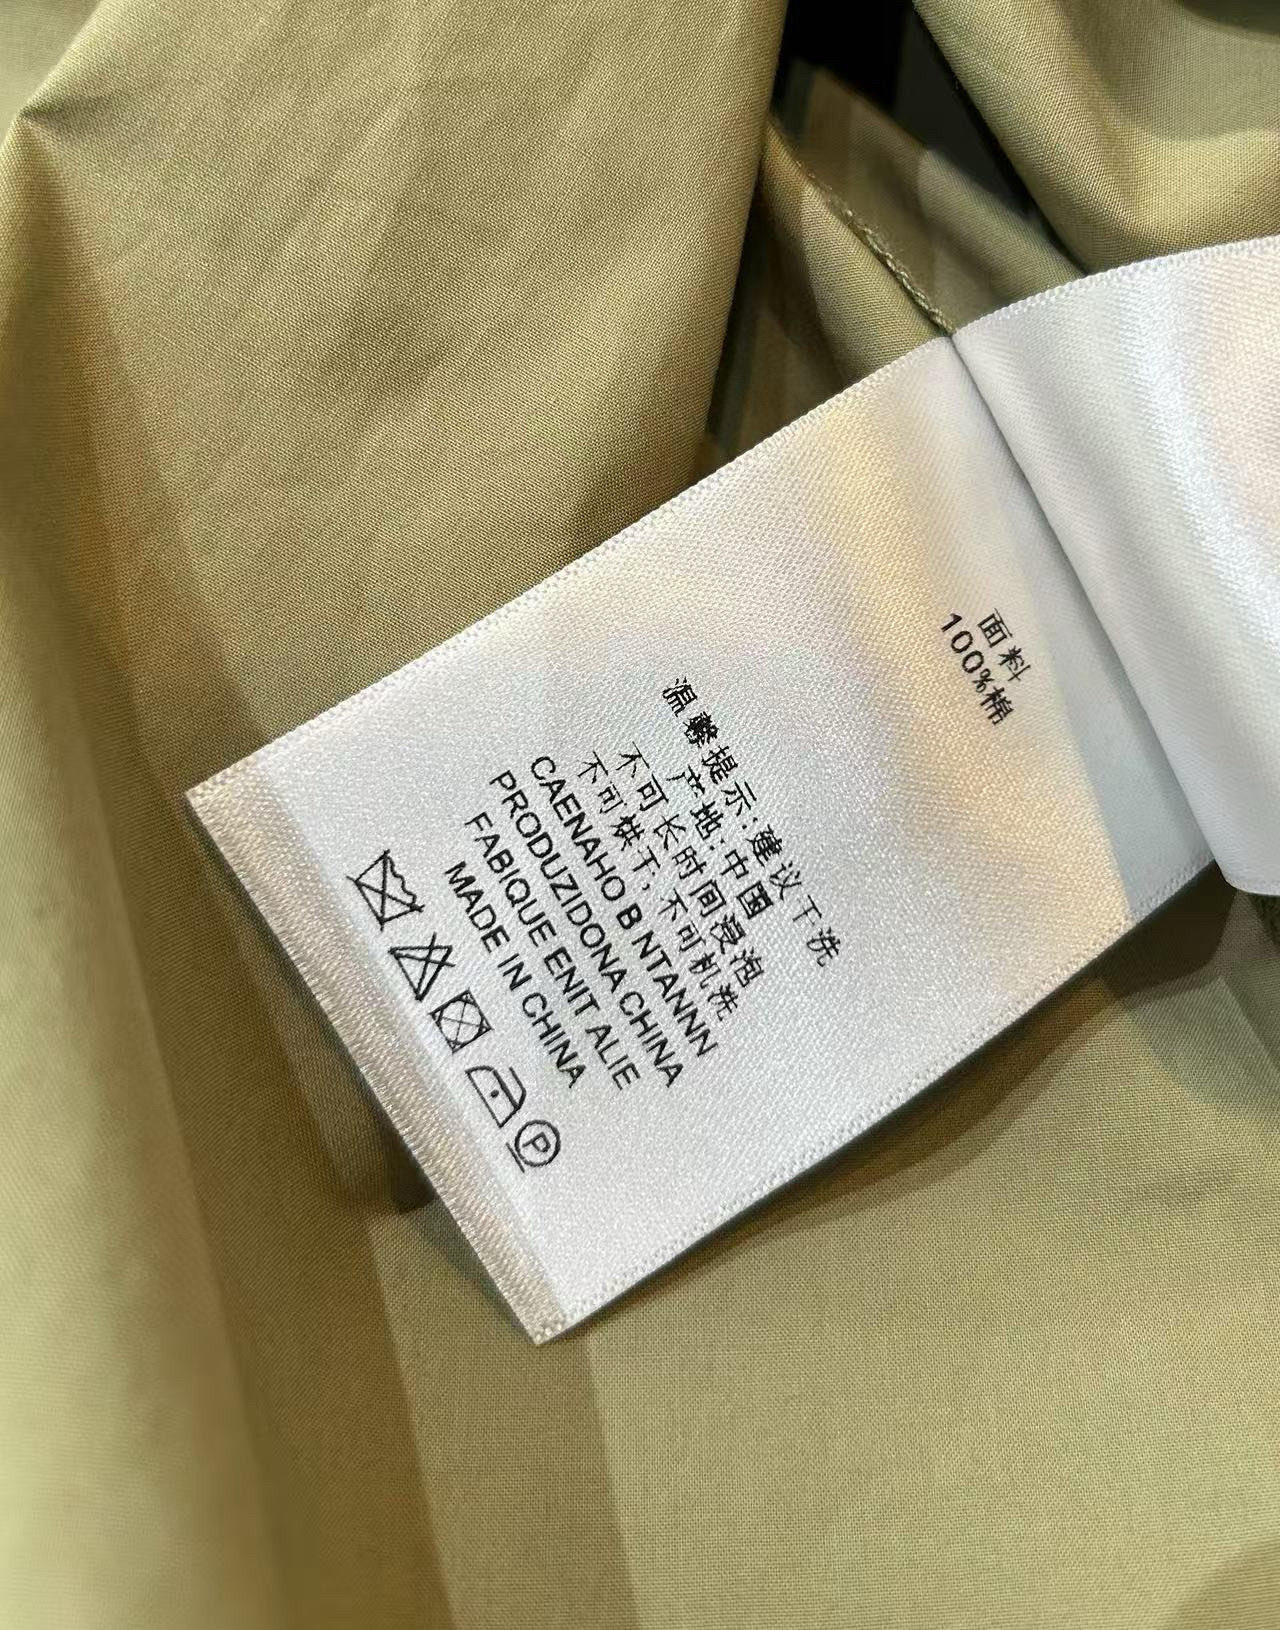 面料
100%棉
温馨提示:建议干洗
产地:中国
不可长时间浸泡
不可烘干,不可机洗
CAENAHO B NTANNN
PRODUZIDONA CHINA
FABIQUE ENIT ALIE
MADE IN CHINA
P